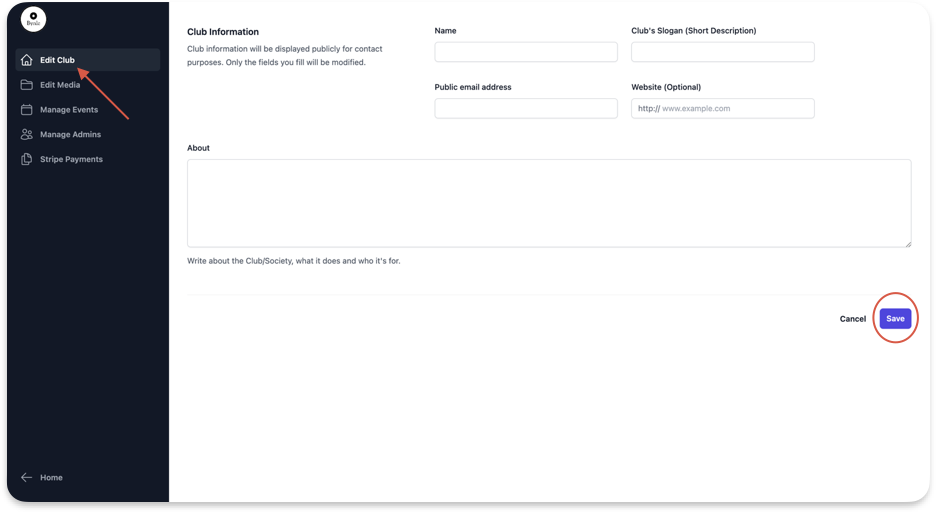 Edit Club
Edit Media
Manage Events
Manage Admins
Stripe Payments
Home
Club Information
Club information will be displayed publicly for contact
purposes. Only the fields you fill will be modified.
Name
Club's Slogan (Short Description)
Public email address
Website (Optional)
http:// www.example.com
About
Write about the Club/Society, what it does and who it's for.
Cancel
Save